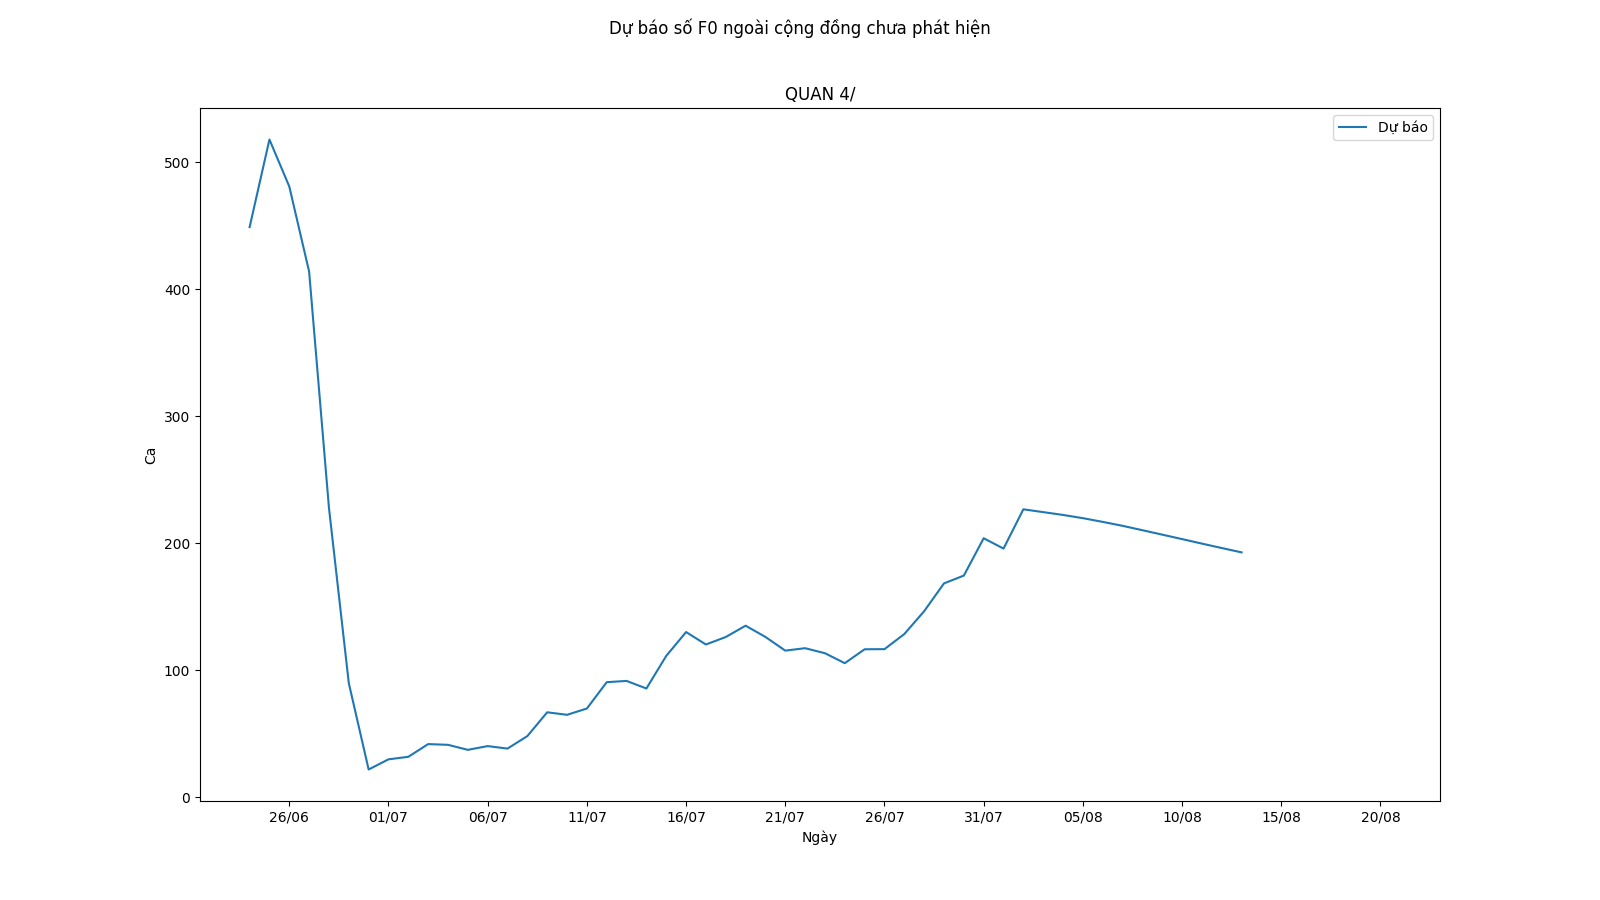 Dự báo số F0 ngoài cộng đồng chưa phát hiện
QUAN 4/
Dự báo
500
400
300
200
100
0
Ca
26/06 01/07 06/07 11/07 16/07 21/07 26/07 31/07 05/08 10/08 15/08 20/08
Ngày